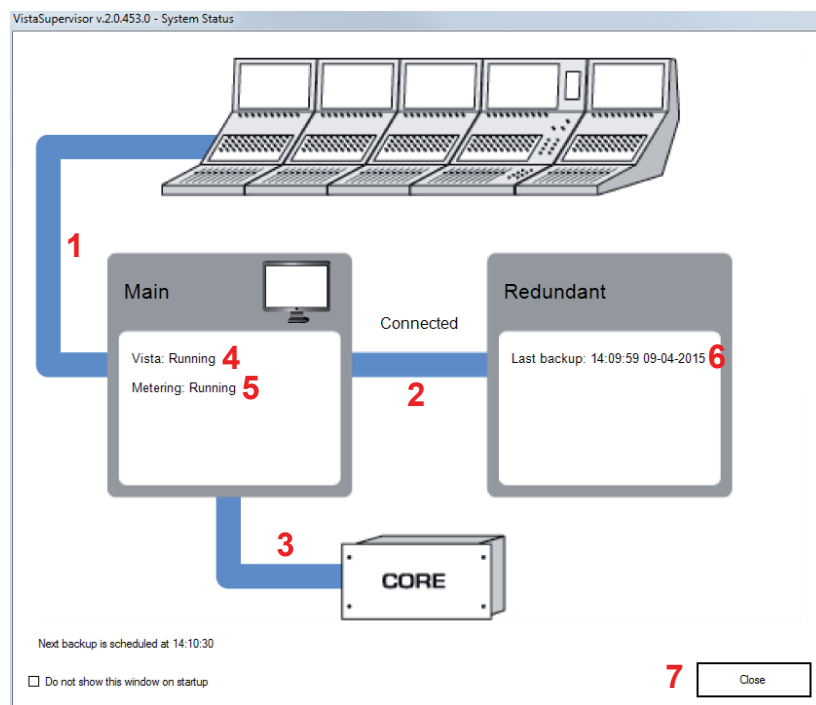 VistaSupervisor v.2.0.453.0 - System Status
1
Main
Redundant
Connected
Vista: Running 4
Last backup: 14:09:59 09-04-2015 6
Metering: Running 5
2
3
CORE
Next backup is scheduled at 14:10:30
Do not show this window on startup
7 Close